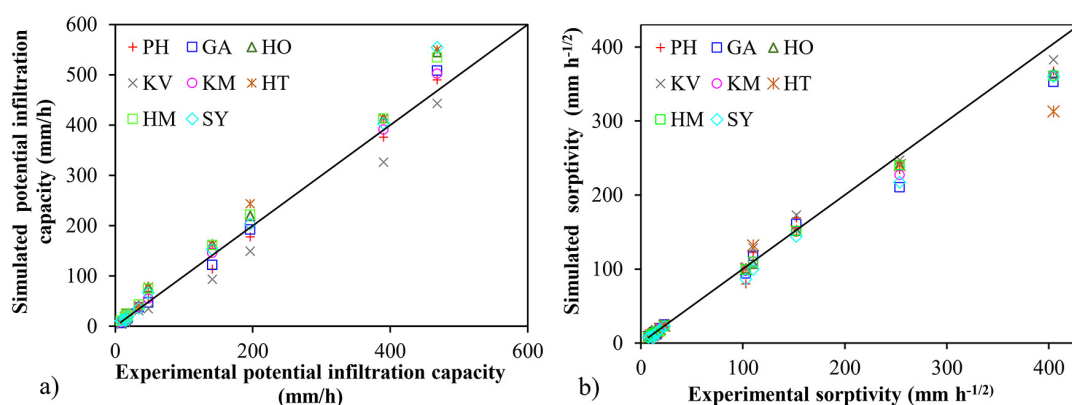 600
500
400
300
200
100
0
Simulated potential infiltration
capacity (mm/h)
PH GA HO
KV KM HT
HM SY
0 200 400 600
Experimental potential infiltration capacity
(mm/h)
a)
400
300
200
100
0
Simulated sorptivity (mm h-1/2)
PH GA HO
KV KM HT
HM SY
0 100 200 300 400
Experimental sorptivity (mm h-1/2)
b)